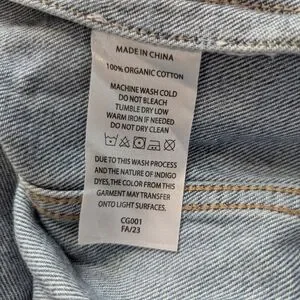 MADE IN CHINA
100% ORGANIC COTTON
MACHINE WASH COLD
DO NOT BLEACH
TUMBLE DRY LOW
WARM IRON IF NEEDED
DO NOT DRY CLEAN
DUE TO THIS WASH PROCESS
AND THE NATURE OF INDIGO
DYES, THE COLOR FROM THIS
GARMENT MAY TRANSFER
ONTO LIGHT SURFACES.
CG001
FA/23